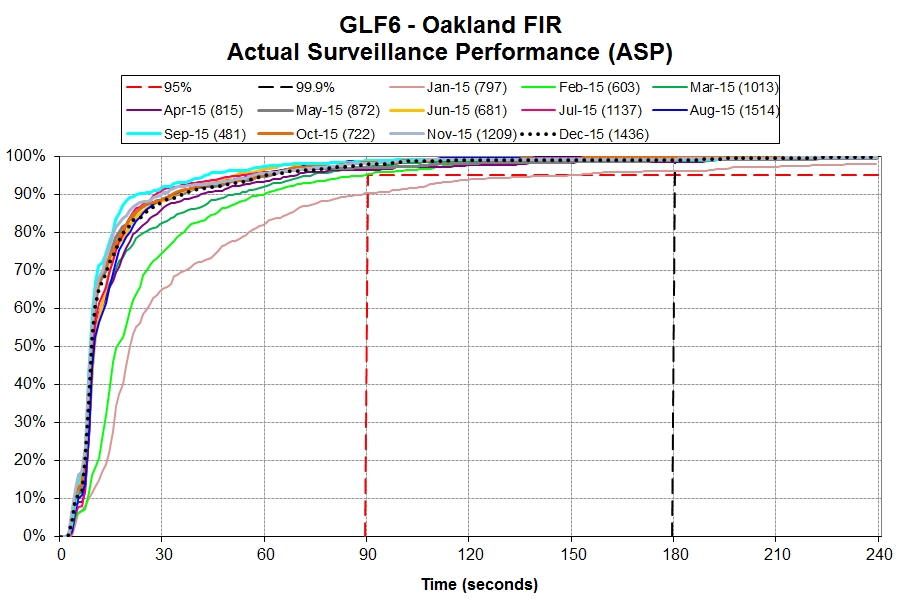 GLF6 - Oakland FIR
Actual Surveillance Performance (ASP)
95% 99.9% Jan-15 (797) Feb-15 (603) Mar-15 (1013)
Apr-15 (815) May-15 (872) Jun-15 (681) Jul-15 (1137) Aug-15 (1514)
Sep-15 (481) Oct-15 (722) Nov-15 (1209) Dec-15 (1436)
100%
90%
80%
70%
60%
50%
40%
30%
20%
10%
0%
0 30 60 90 120 150 180 210 240
Time (seconds)